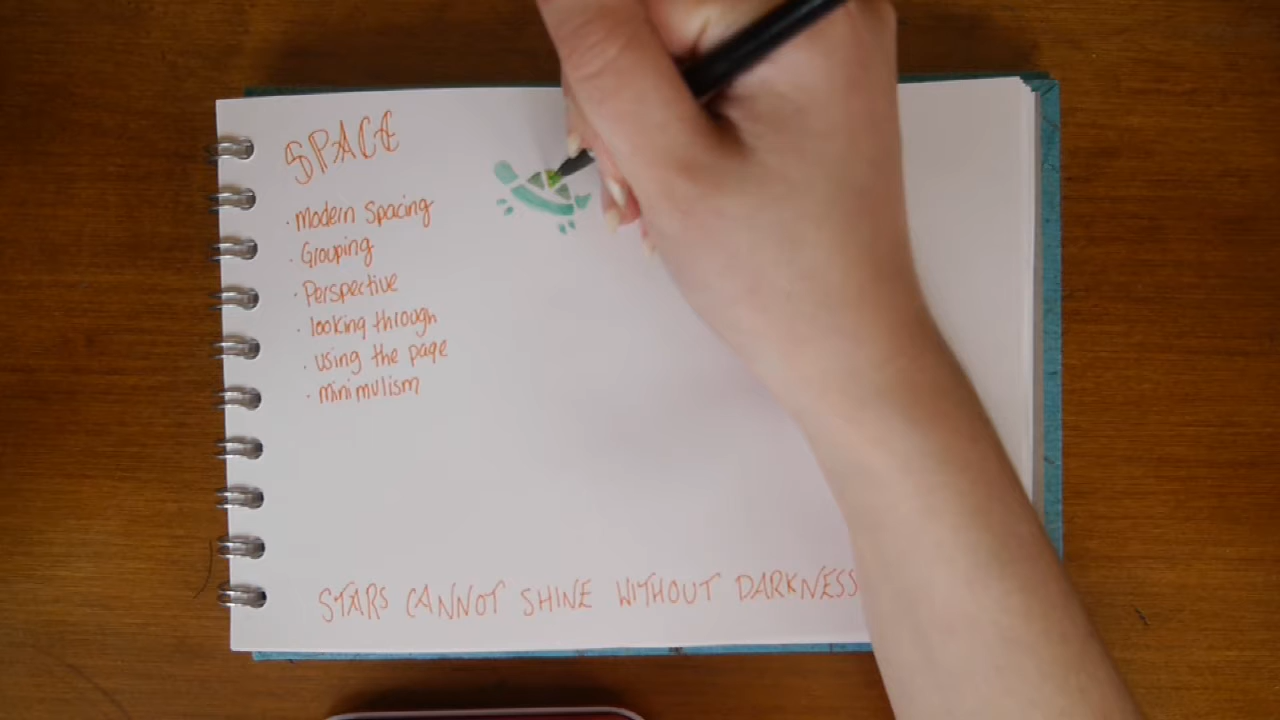 SPACE
· Modern Spacing
· Grouping
· Perspective
· looking through
· using the page
· minimulism
STARS CANNOT SHINE WITHOUT DARKNESS